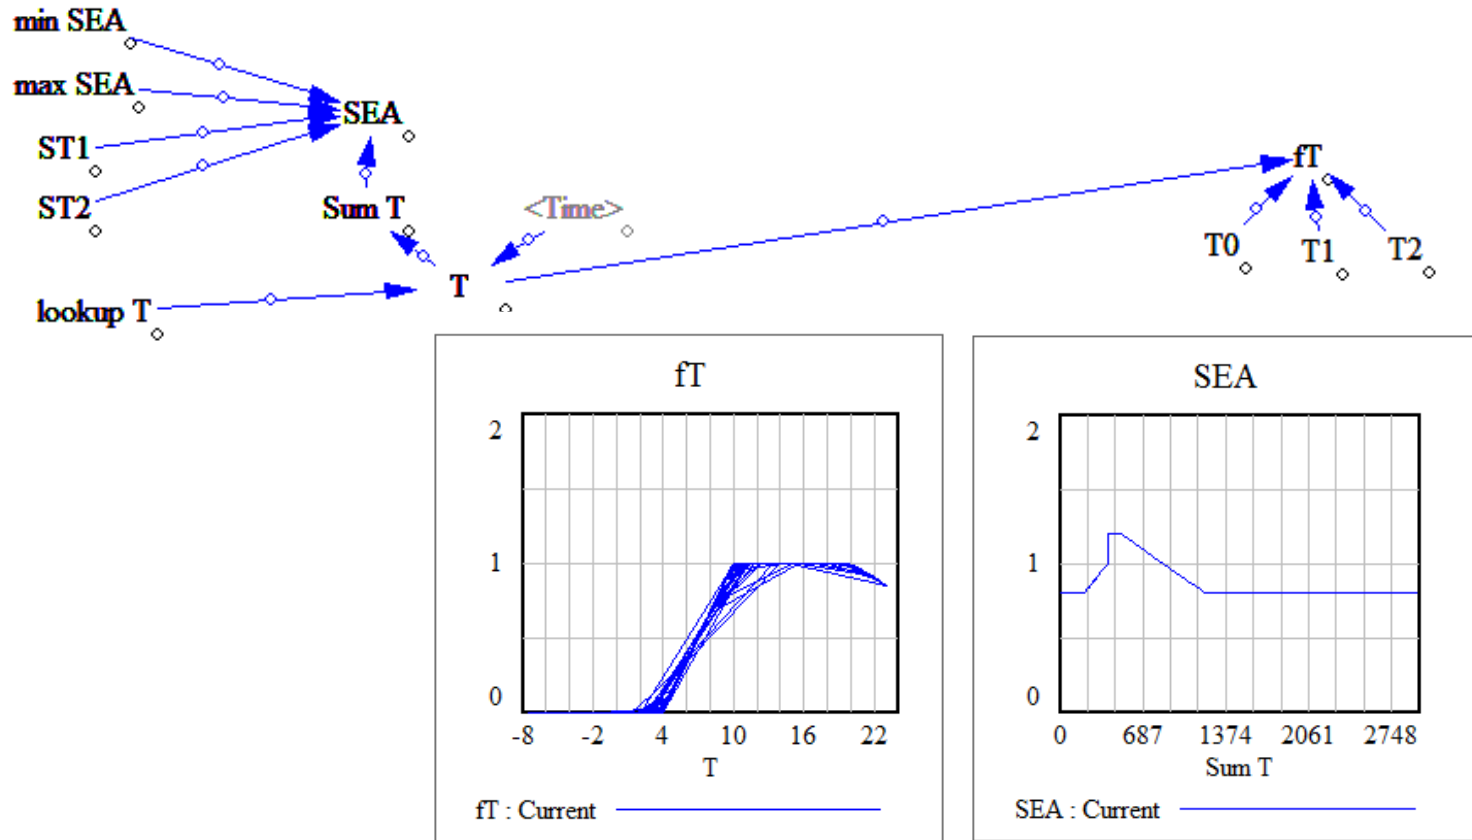 min SEA
max SEA
SEA
ST1
ST2
Sum T
<Time>
T
lookup T
fT
T0
T1
T2
fT
2
1
0
-8 -2 4 10 16 22
T
fT : Current
SEA
2
1
0
0 687 1374 2061 2748
Sum T
SEA : Current